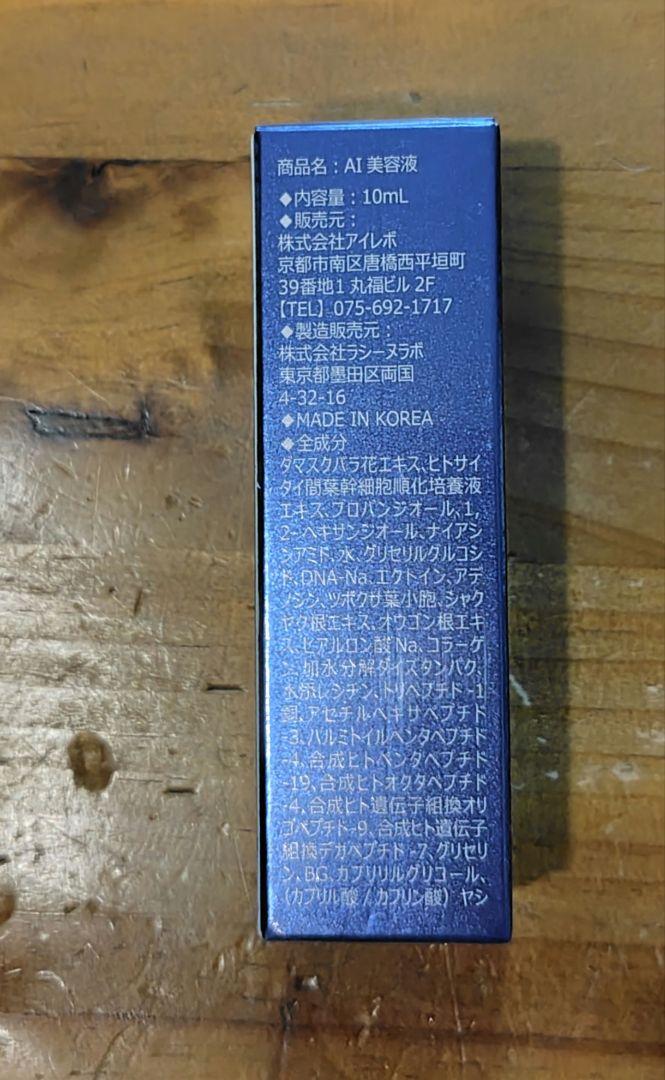 商品名：AI 美容液
◆内容量：10mL
◆販売元：
株式会社アイレボ
京都市南区唐橋西平垣町
39番地1 丸福ビル 2F
【TEL】075-692-1717
◆製造販売元：
株式会社ラシーヌラボ
東京都墨田区両国
4-32-16
◆MADE IN KOREA
◆全成分
ダマスクバラ花エキス、ヒトサイ
タイ間葉幹細胞順化培養液
エキス、プロパンジオール、1,
2-ヘキサンジオール、ナイアシ
ンアミド、水、グリセリルグルコシ
ド、DNA-Na、エクトイン、アデ
ノシン、ツボクサ葉小胞、シャク
ヤク根エキス、オウゴン根エキ
ス、ヒアルロン酸 Na、コラーゲ
ン、加水分解ダイズタンパク、
水添レシチン、トリペプチド-1
銅、アセチルヘキサペプチド
-3、パルミトイルペンタペプチド
-4、合成ヒトペンタペプチド
-19、合成ヒトオクタペプチド
-4、合成ヒト遺伝子組換オリ
ゴペプチド-9、合成ヒト遺伝子
組換デカペプチド-7、グリセリ
ン、BG、カプリリルグリコール、
（カプリル酸 / カプリン酸）ヤシ